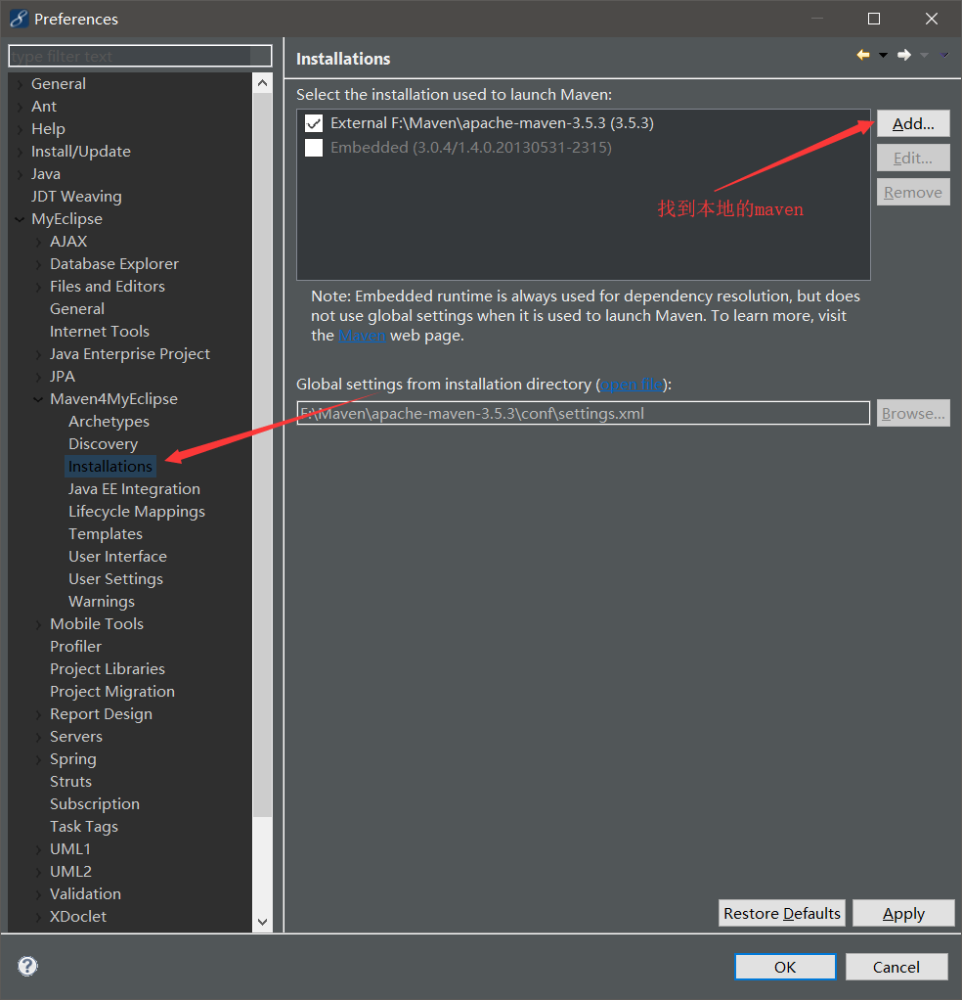 Preferences
type filter text
General
Ant
Help
Install/Update
Java
JDT Weaving
MyEclipse
AJAX
Database Explorer
Files and Editors
General
Internet Tools
Java Enterprise Project
JPA
Maven4MyEclipse
Archetypes
Discovery
Installations
Java EE Integration
Lifecycle Mappings
Templates
User Interface
User Settings
Warnings
Mobile Tools
Profiler
Project Libraries
Project Migration
Report Design
Servers
Spring
Struts
Subscription
Task Tags
UML1
UML2
Validation
XDoclet
Installations
Select the installation used to launch Maven:
External F:\Maven\apache-maven-3.5.3 (3.5.3)
Embedded (3.0.4/1.4.0.20130531-2315)
Add...
Edit...
Remove
找到本地的maven
Note: Embedded runtime is always used for dependency resolution, but does
not use global settings when it is used to launch Maven. To learn more, visit
the Maven web page.
Global settings from installation directory (open file):
F:\Maven\apache-maven-3.5.3\conf\settings.xml
Browse...
Restore Defaults
Apply
OK
Cancel